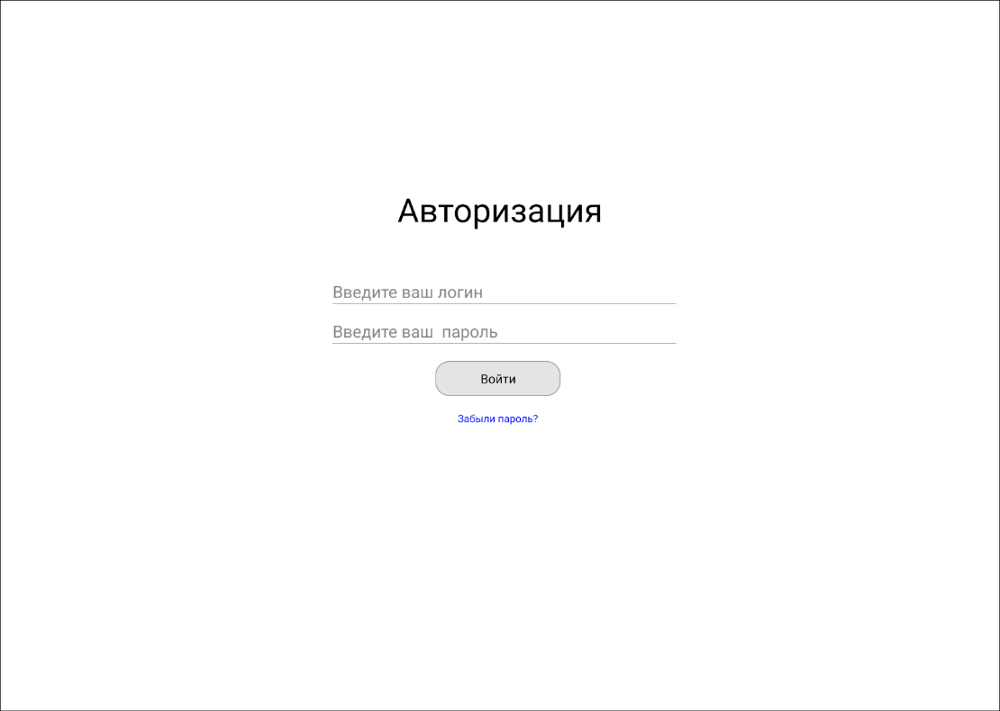 Авторизация
Введите ваш логин
Введите ваш  пароль
Войти
Забыли пароль?